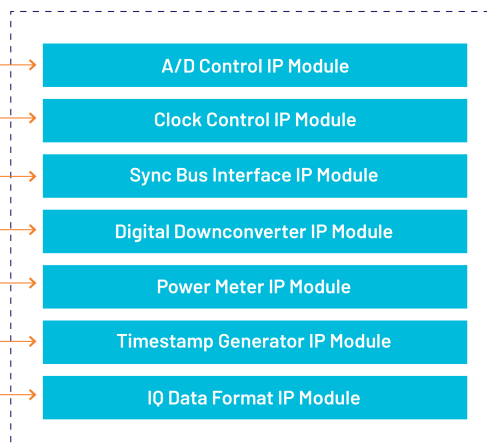 A/D Control IP Module
Clock Control IP Module
Sync Bus Interface IP Module
Digital Downconverter IP Module
Power Meter IP Module
Timestamp Generator IP Module
IQ Data Format IP Module